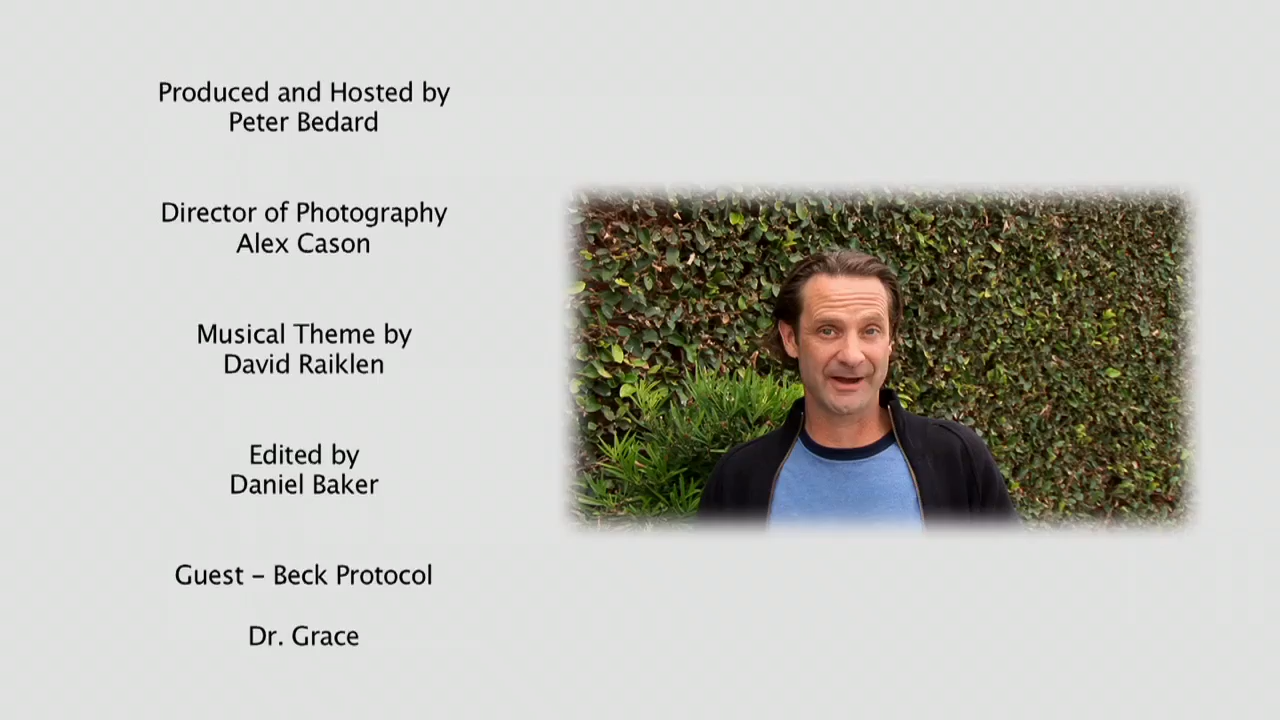 Produced and Hosted by
Peter Bedard
Director of Photography
Alex Cason
Musical Theme by
David Raiklen
Edited by
Daniel Baker
Guest – Beck Protocol
Dr. Grace